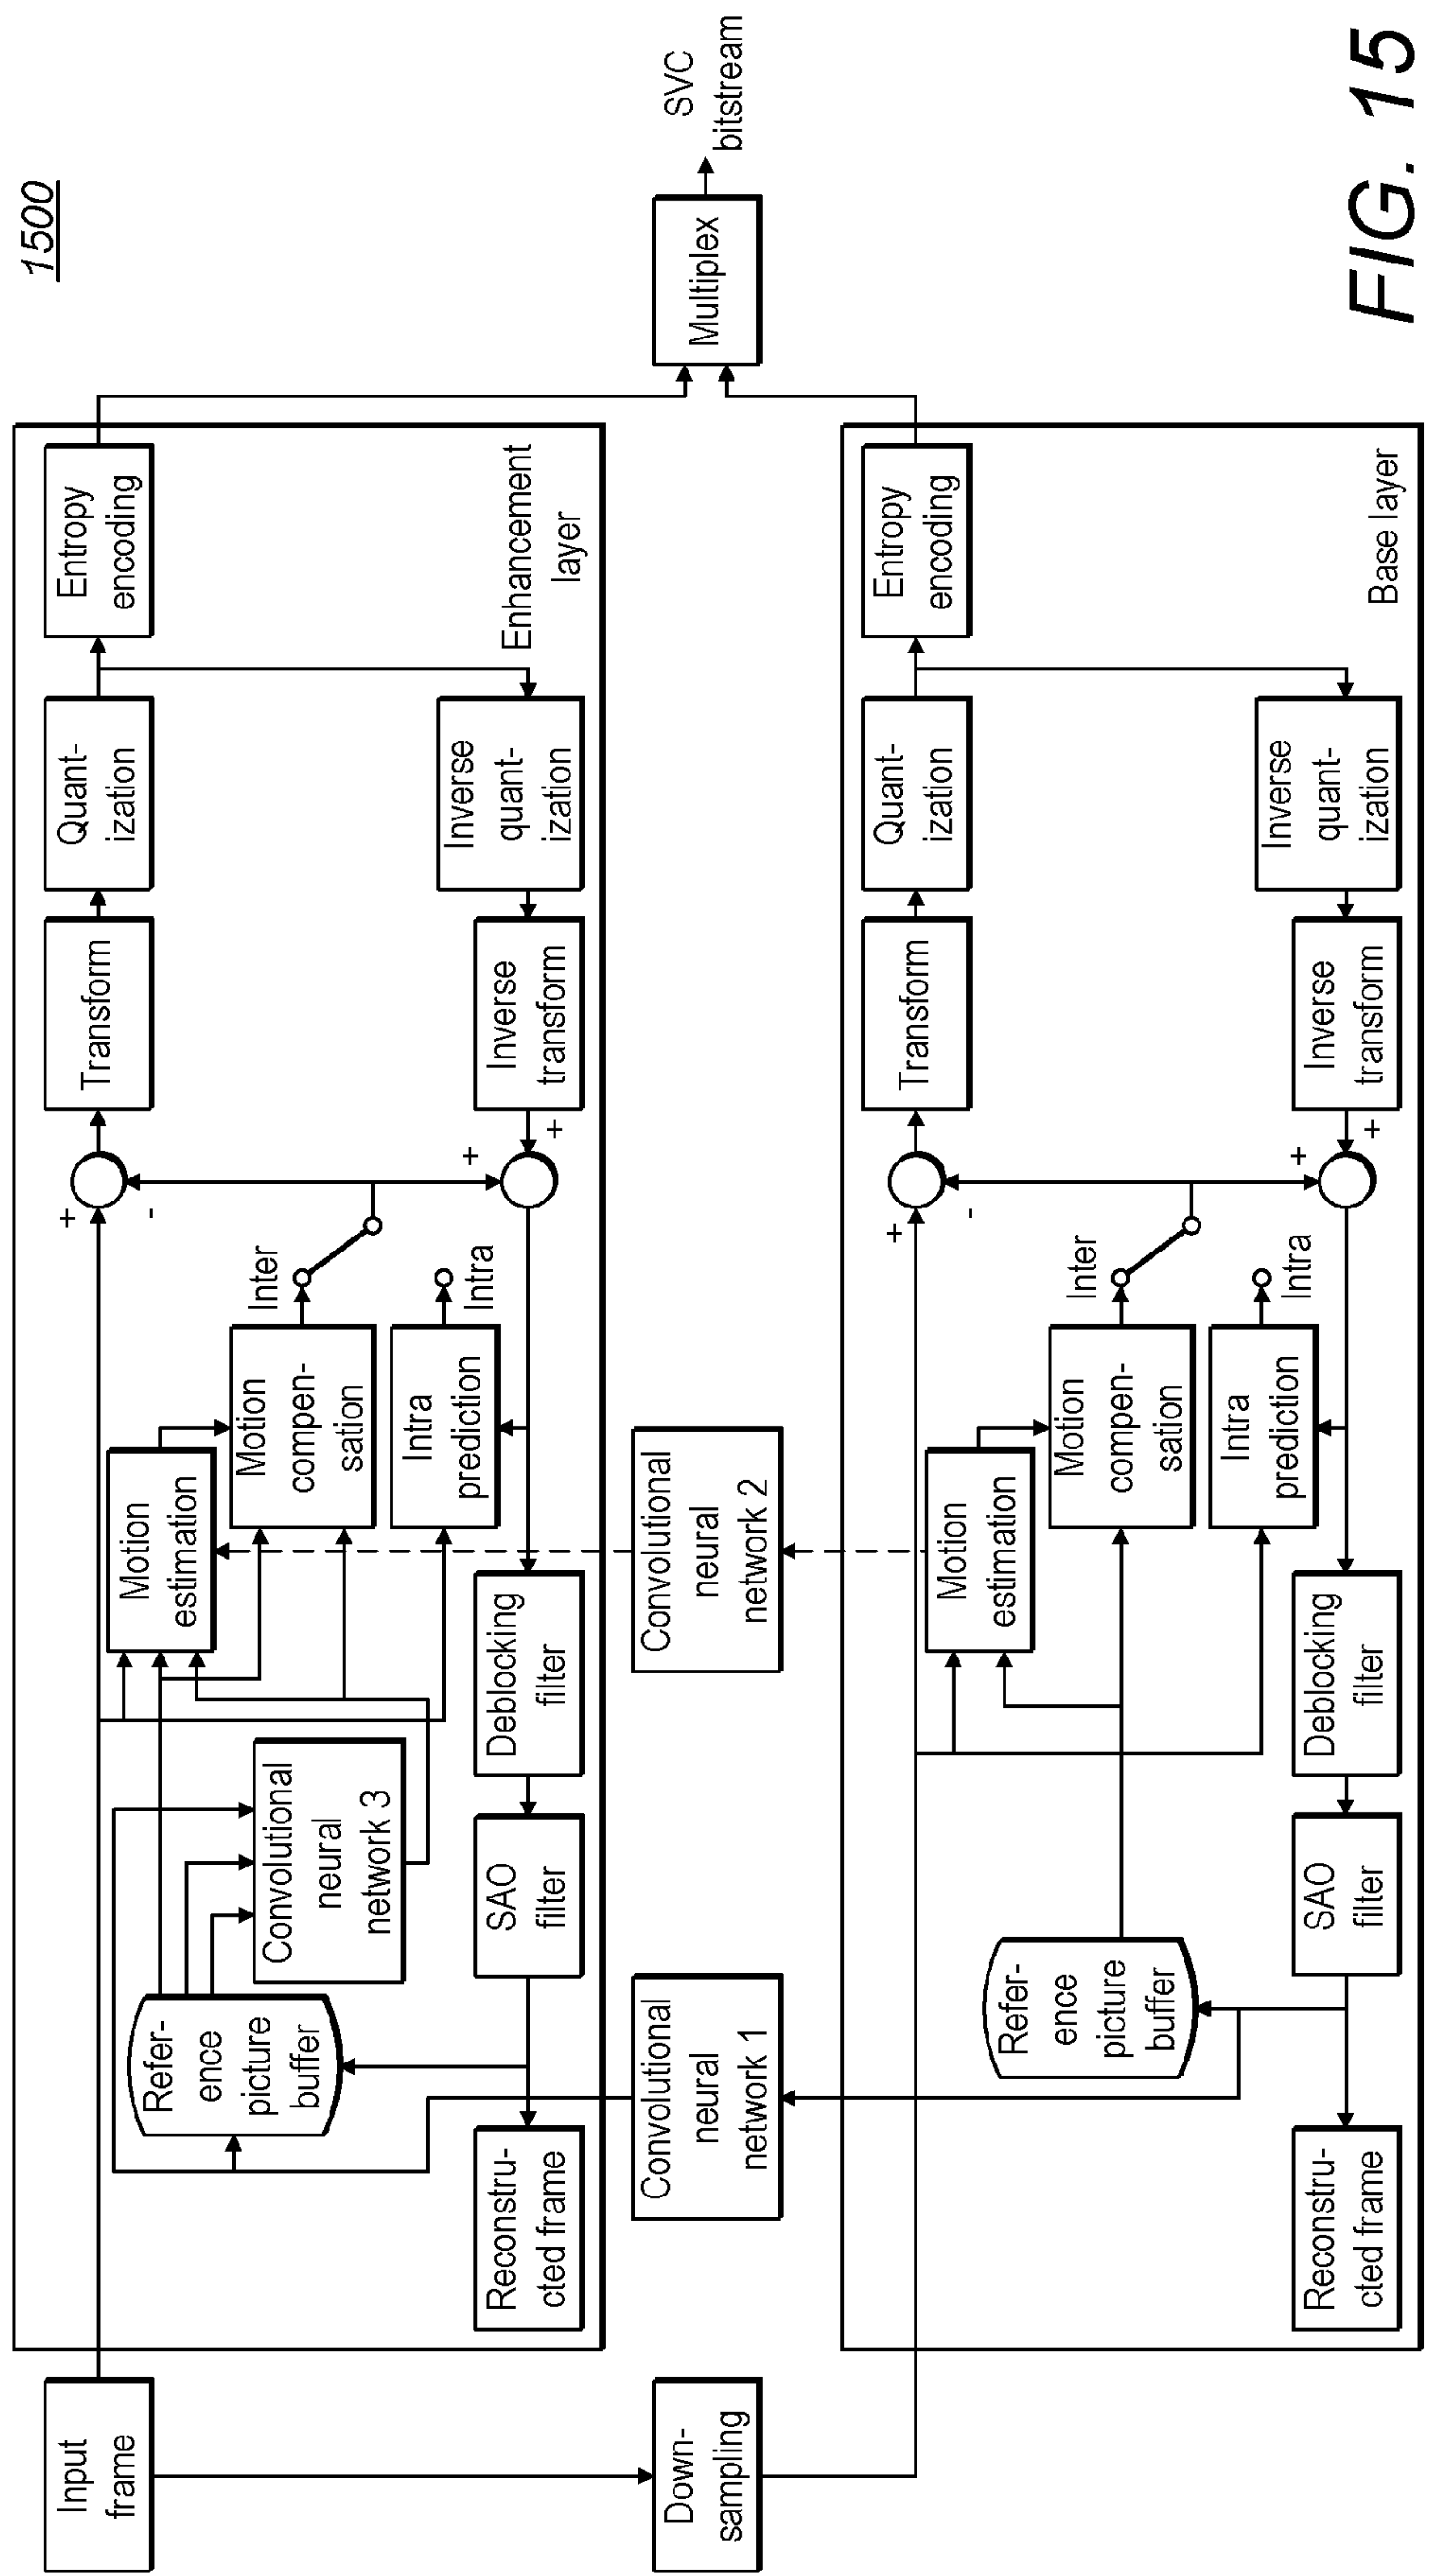 1500
Input
frame
Down-
sampling
Refer-
ence
picture
buffer
Convolutional
neural
network 3
Motion
estimation
Motion
compen-
sation
Inter
Intra
prediction
Intra
+
-
+
+
Transform
Quant-
ization
Entropy
encoding
Reconstru-
cted frame
SAO
filter
Deblocking
filter
Inverse
transform
Inverse
quant-
ization
Enhancement
layer
Convolutional
neural
network 1
Convolutional
neural
network 2
Multiplex
SVC
bitstream
Refer-
ence
picture
buffer
Motion
estimation
Motion
compen-
sation
Inter
Intra
prediction
Intra
+
-
+
+
Transform
Quant-
ization
Entropy
encoding
Reconstru-
cted frame
SAO
filter
Deblocking
filter
Inverse
transform
Inverse
quant-
ization
Base layer
FIG. 15